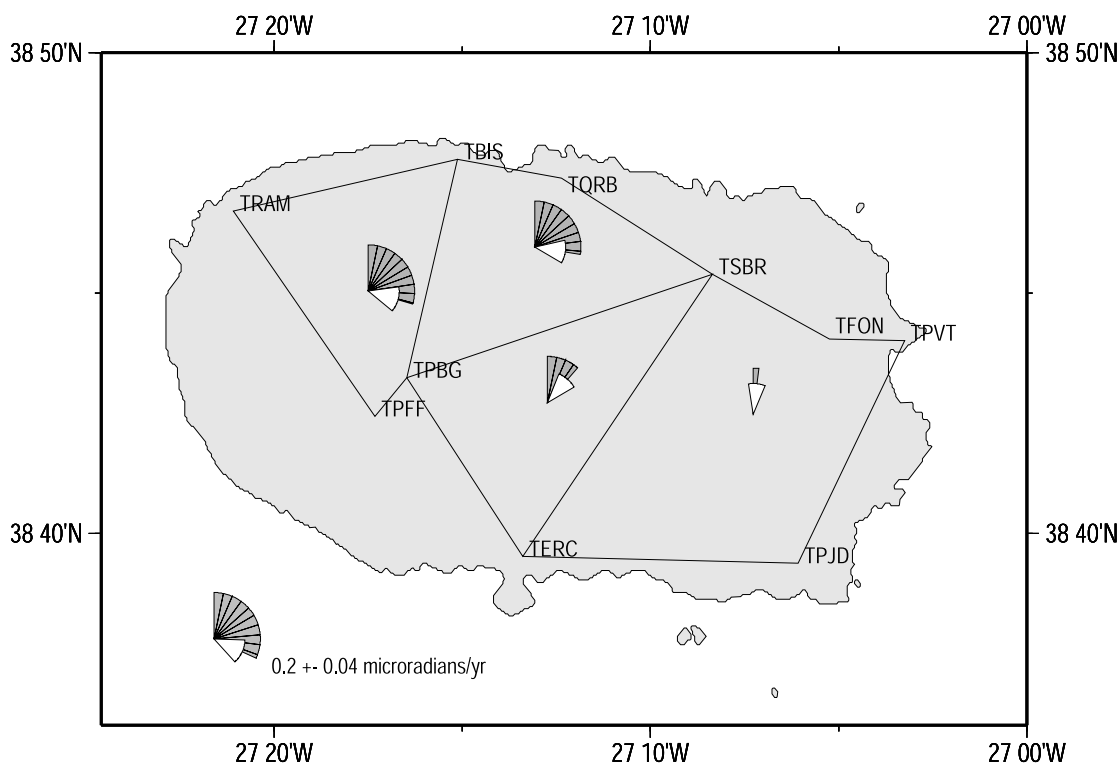 27 20'W 27 10'W 27 00'W
38 50'N 38 50'N
TBIS
TQRB
TRAM
TSBR
TFON
TPVT
TPBG
TPFF
38 40'N 38 40'N
TERC
TPJD
0.2 +- 0.04 microradians/yr
27 20'W 27 10'W 27 00'W